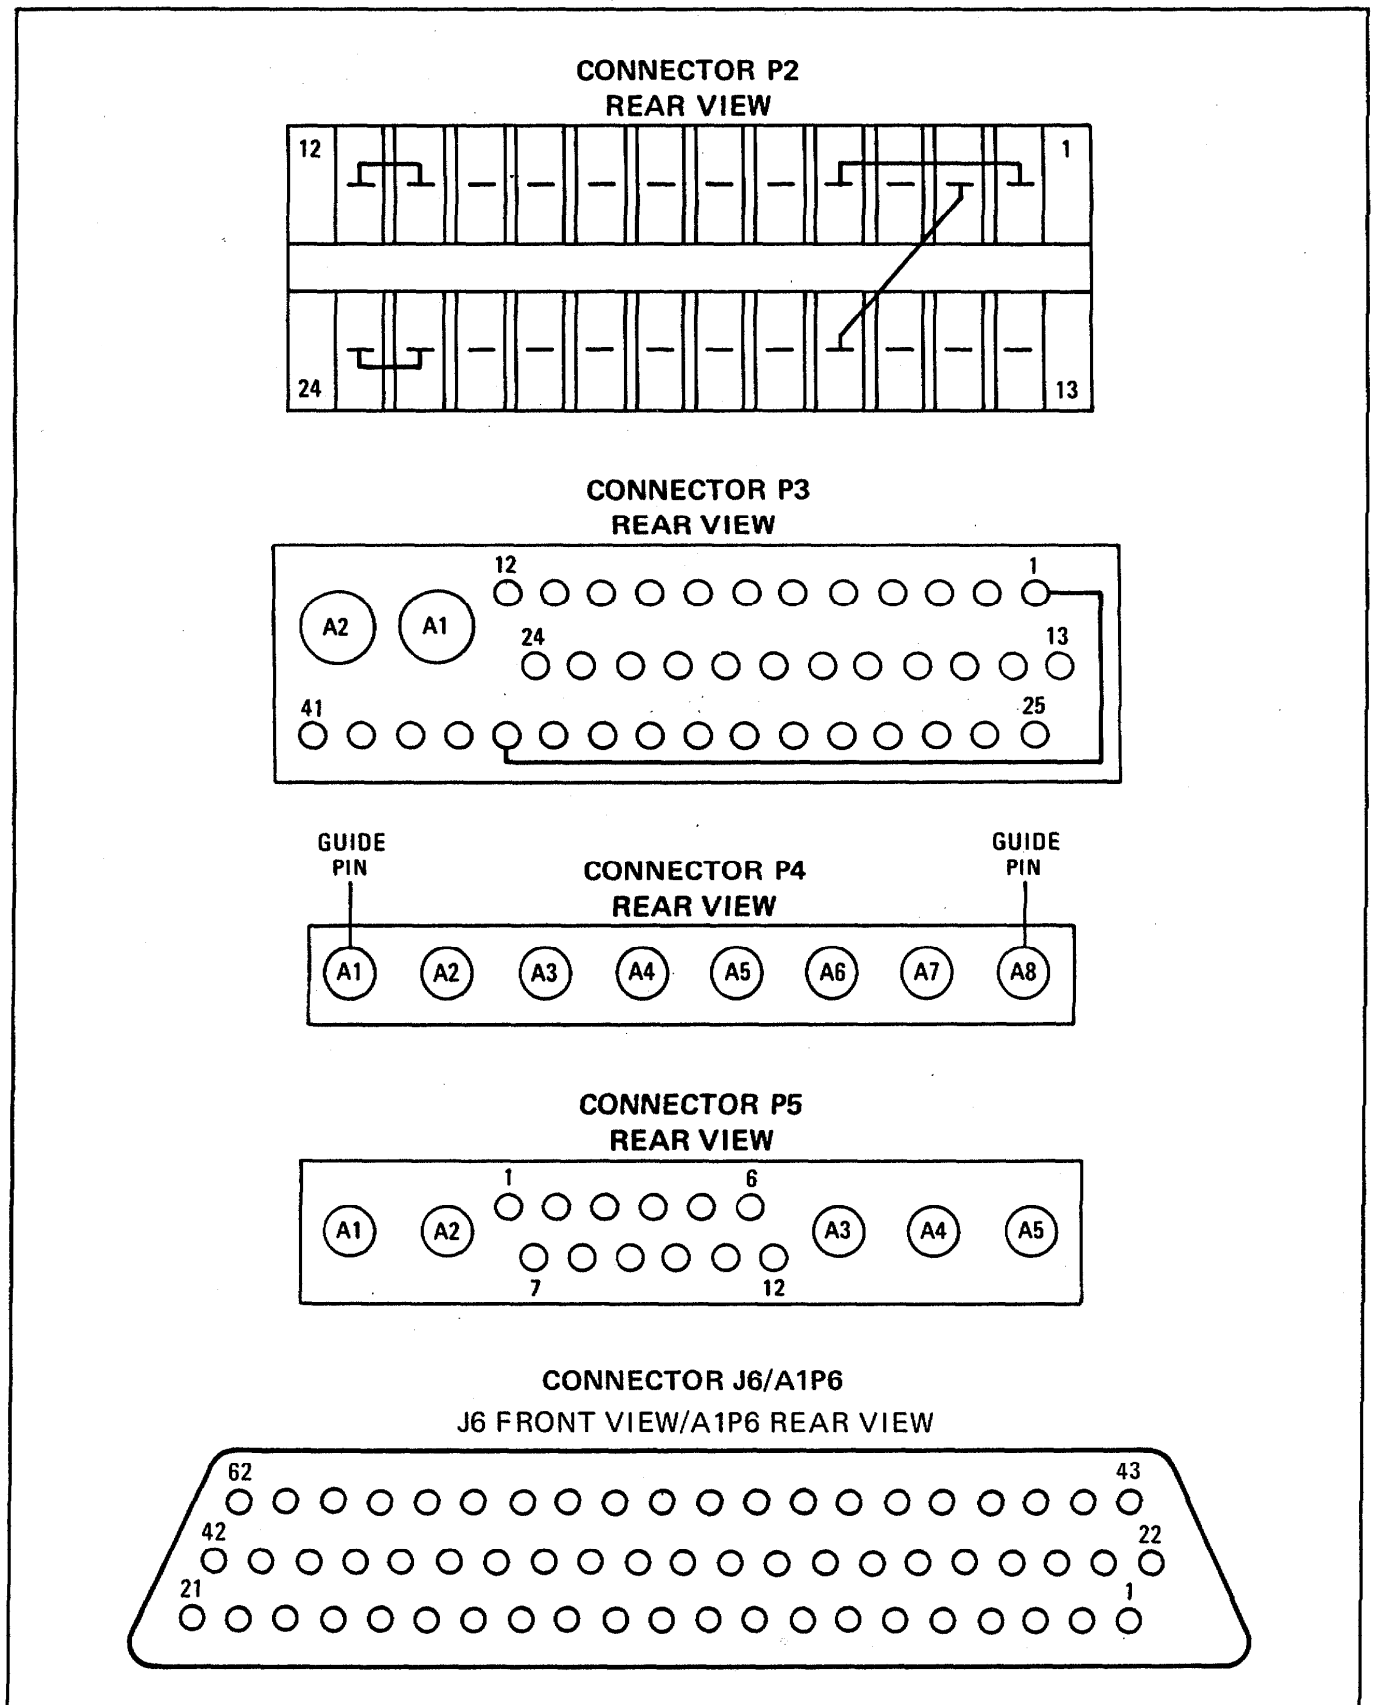 CONNECTOR P2
REAR VIEW
12 1
24 13
CONNECTOR P3
REAR VIEW
12 1
A2 A1
24 13
41 25
GUIDE PIN
GUIDE PIN
CONNECTOR P4
REAR VIEW
A1 A2 A3 A4 A5 A6 A7 A8
CONNECTOR P5
REAR VIEW
1 6
A1 A2 A3 A4 A5
7 12
CONNECTOR J6/A1P6
J6 FRONT VIEW/A1P6 REAR VIEW
62 43
42 22
21 1